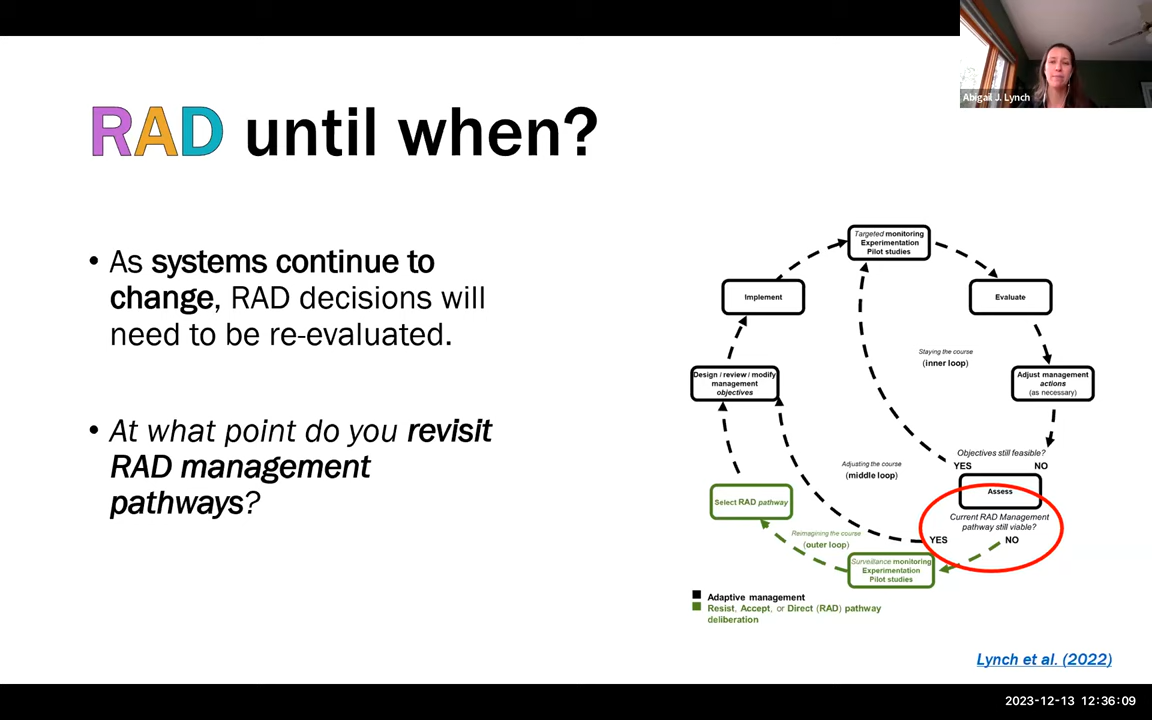 Abigail J. Lynch
RAD until when?
• As systems continue to
change, RAD decisions will
need to be re-evaluated.
• At what point do you revisit
RAD management
pathways?
Targeted monitoring
Experimentation
Pilot studies
Implement
Evaluate
Staying the course
(inner loop)
Design / review / modify
management
objectives
Adjust management
actions
(as necessary)
Objectives still feasible?
YES
NO
Adjusting the course
(middle loop)
Assess
Select RAD pathway
Current RAD Management
pathway still viable?
YES
NO
Reimagining the course
(outer loop)
Surveillance monitoring
Experimentation
Pilot studies
Adaptive management
Resist, Accept, or Direct (RAD) pathway
deliberation
Lynch et al. (2022)
2023-12-13 12:36:09